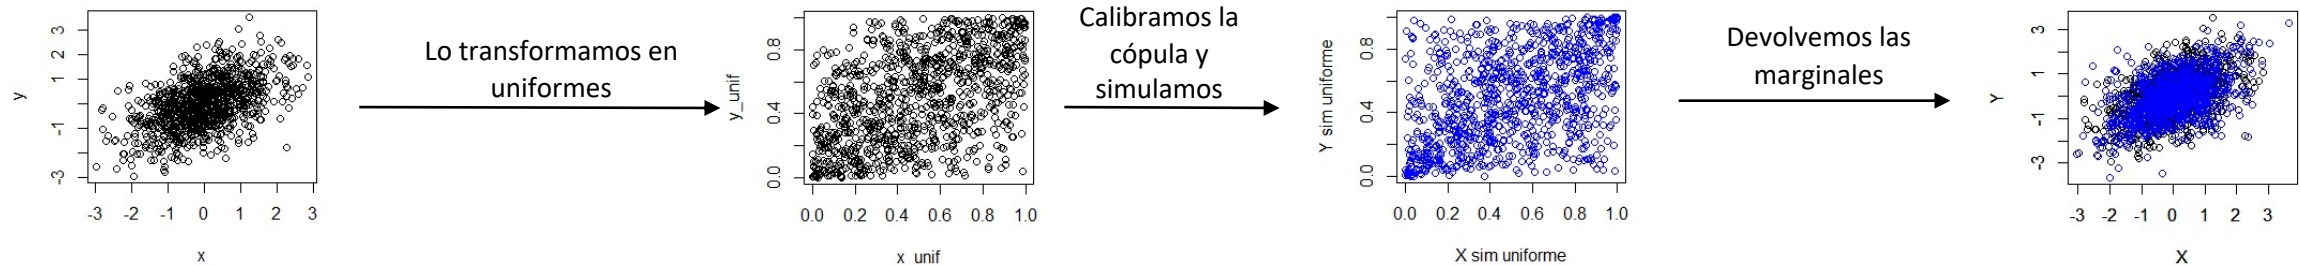 Lo transformamos en
uniformes
Calibramos la
cópula y
simulamos
Devolvemos las
marginales
y
3
2
1
-1
-3
-3 -2 -1 0 1 2 3
x
y_unif
0.8
0.4
0.0
0.0 0.2 0.4 0.6 0.8 1.0
x_unif
Y sim uniforme
0.8
0.4
0.0
0.0 0.2 0.4 0.6 0.8 1.0
X sim uniforme
Y
3
1
-1
-3
-3 -2 -1 0 1 2 3
X